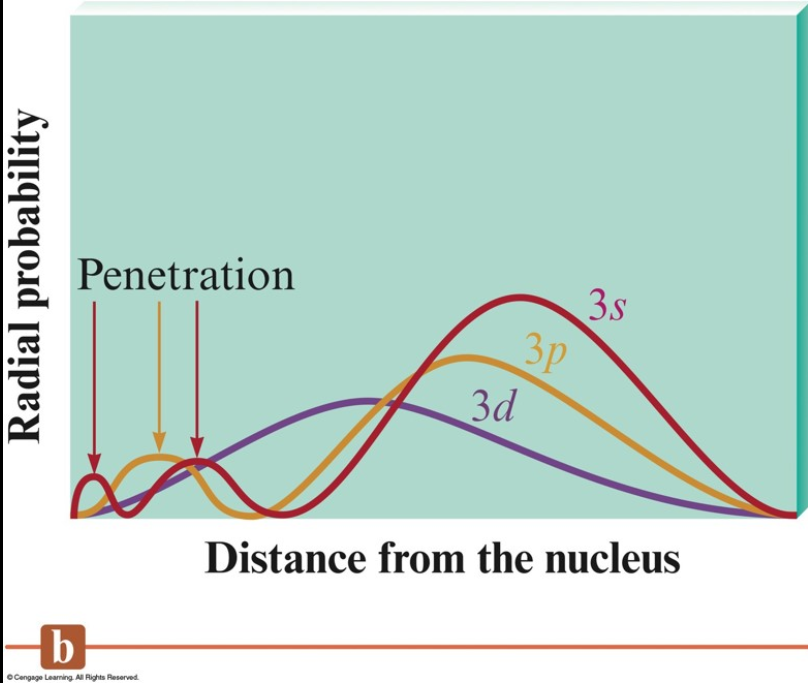 Radial probability
Penetration
3s
3p
3d
Distance from the nucleus
b
© Cengage Learning. All Rights Reserved.